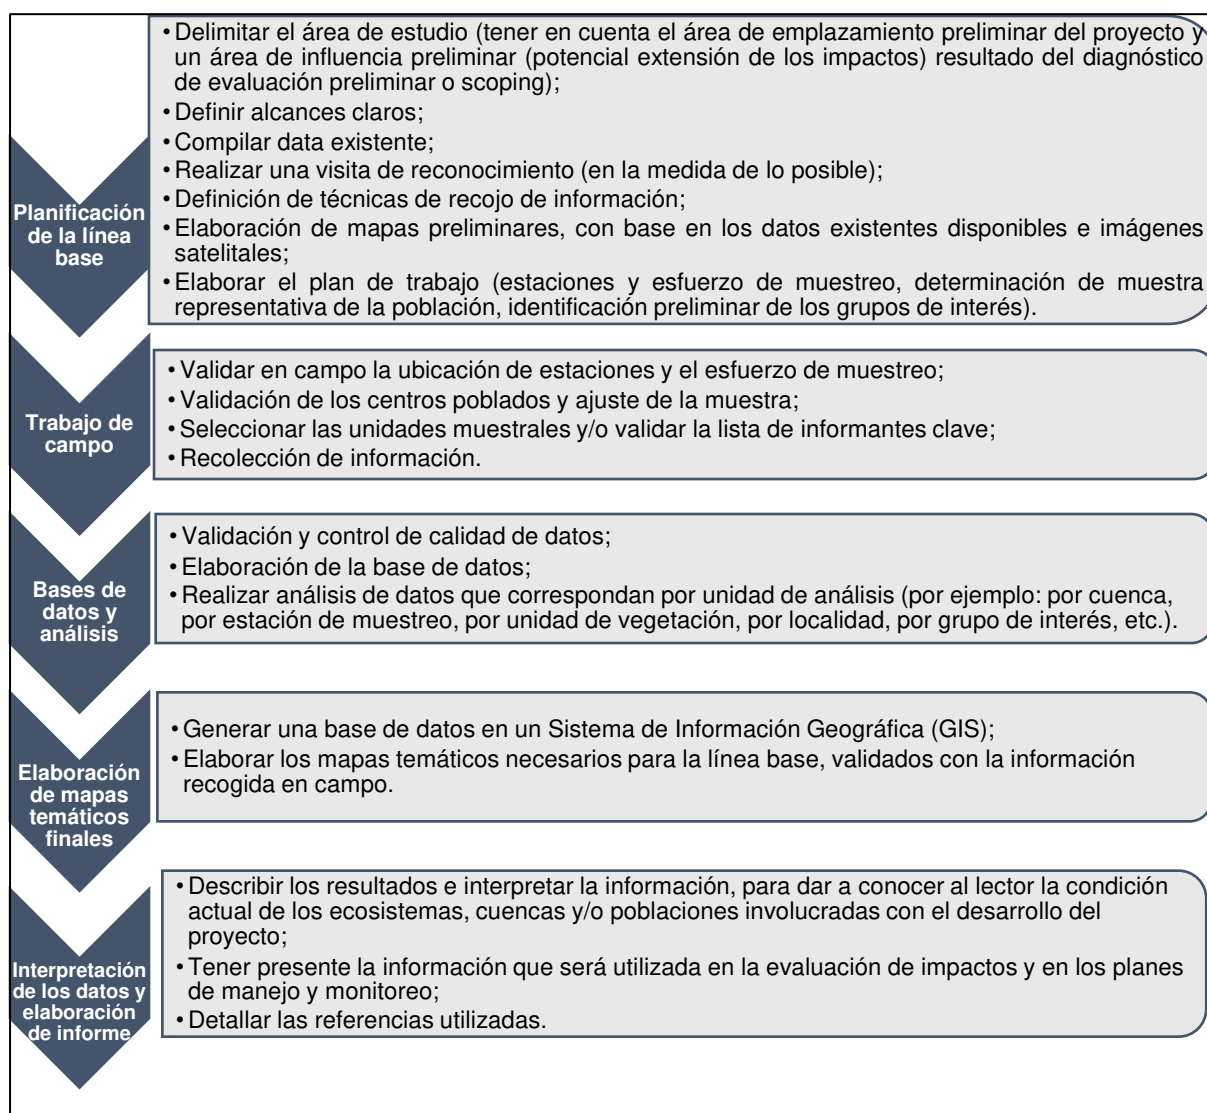 • Delimitar el área de estudio (tener en cuenta el área de emplazamiento preliminar del proyecto y
un área de influencia preliminar (potencial extensión de los impactos) resultado del diagnóstico
de evaluación preliminar o scoping);
• Definir alcances claros;
• Compilar data existente;
• Realizar una visita de reconocimiento (en la medida de lo posible);
• Definición de técnicas de recojo de información;
• Elaboración de mapas preliminares, con base en los datos existentes disponibles e imágenes
satelitales;
• Elaborar el plan de trabajo (estaciones y esfuerzo de muestreo, determinación de muestra
representativa de la población, identificación preliminar de los grupos de interés).
Planificación
de la línea
base
• Validar en campo la ubicación de estaciones y el esfuerzo de muestreo;
• Validación de los centros poblados y ajuste de la muestra;
• Seleccionar las unidades muestrales y/o validar la lista de informantes clave;
• Recolección de información.
Trabajo de
campo
• Validación y control de calidad de datos;
• Elaboración de la base de datos;
• Realizar análisis de datos que correspondan por unidad de análisis (por ejemplo: por cuenca,
por estación de muestreo, por unidad de vegetación, por localidad, por grupo de interés, etc.).
Bases de
datos y
análisis
• Generar una base de datos en un Sistema de Información Geográfica (GIS);
• Elaborar los mapas temáticos necesarios para la línea base, validados con la información
recogida en campo.
Elaboración
de mapas
temáticos
finales
• Describir los resultados e interpretar la información, para dar a conocer al lector la condición
actual de los ecosistemas, cuencas y/o poblaciones involucradas con el desarrollo del
proyecto;
• Tener presente la información que será utilizada en la evaluación de impactos y en los planes
de manejo y monitoreo;
• Detallar las referencias utilizadas.
Interpretación
de los datos y
elaboración
de informe